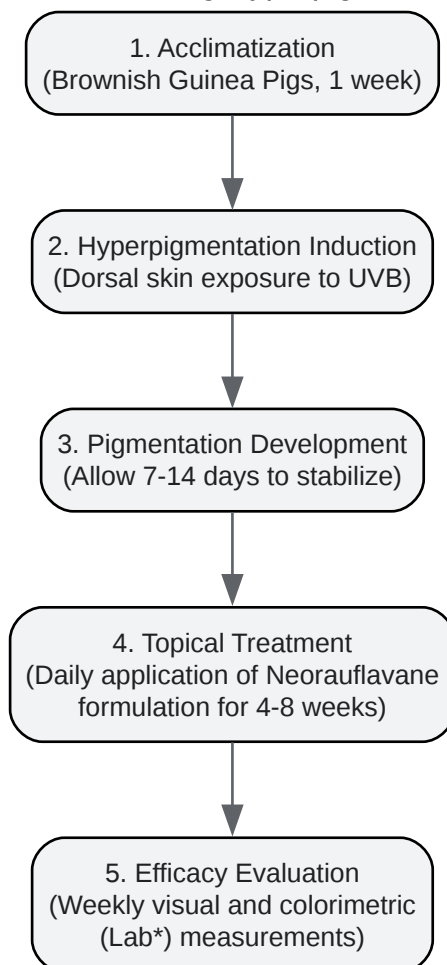 1. Acclimatization
(Brownish Guinea Pigs, 1 week)
2. Hyperpigmentation Induction
(Dorsal skin exposure to UVB)
3. Pigmentation Development
(Allow 7-14 days to stabilize)
4. Topical Treatment
(Daily application of Neorauflavane
formulation for 4-8 weeks)
5. Efficacy Evaluation
(Weekly visual and colorimetric
(Lab*) measurements)